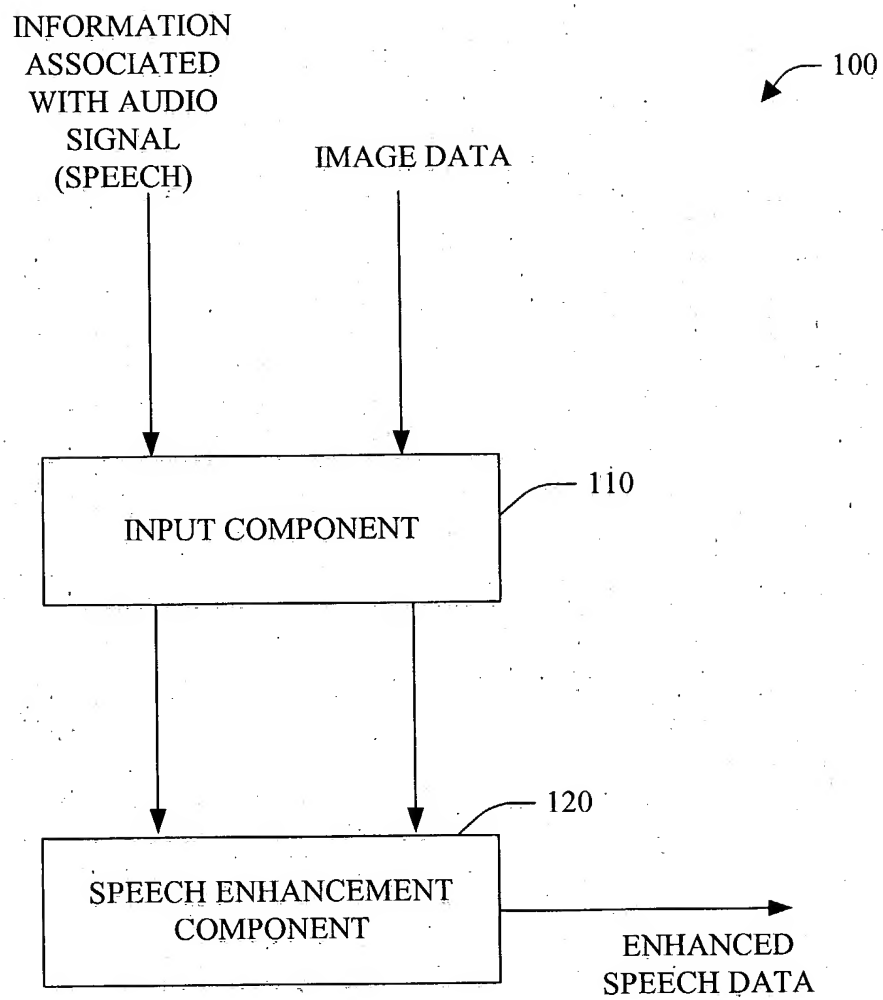 INFORMATION
ASSOCIATED
WITH AUDIO
SIGNAL
(SPEECH)
IMAGE DATA
100
INPUT COMPONENT
110
120
SPEECH ENHANCEMENT
COMPONENT
ENHANCED
SPEECH DATA